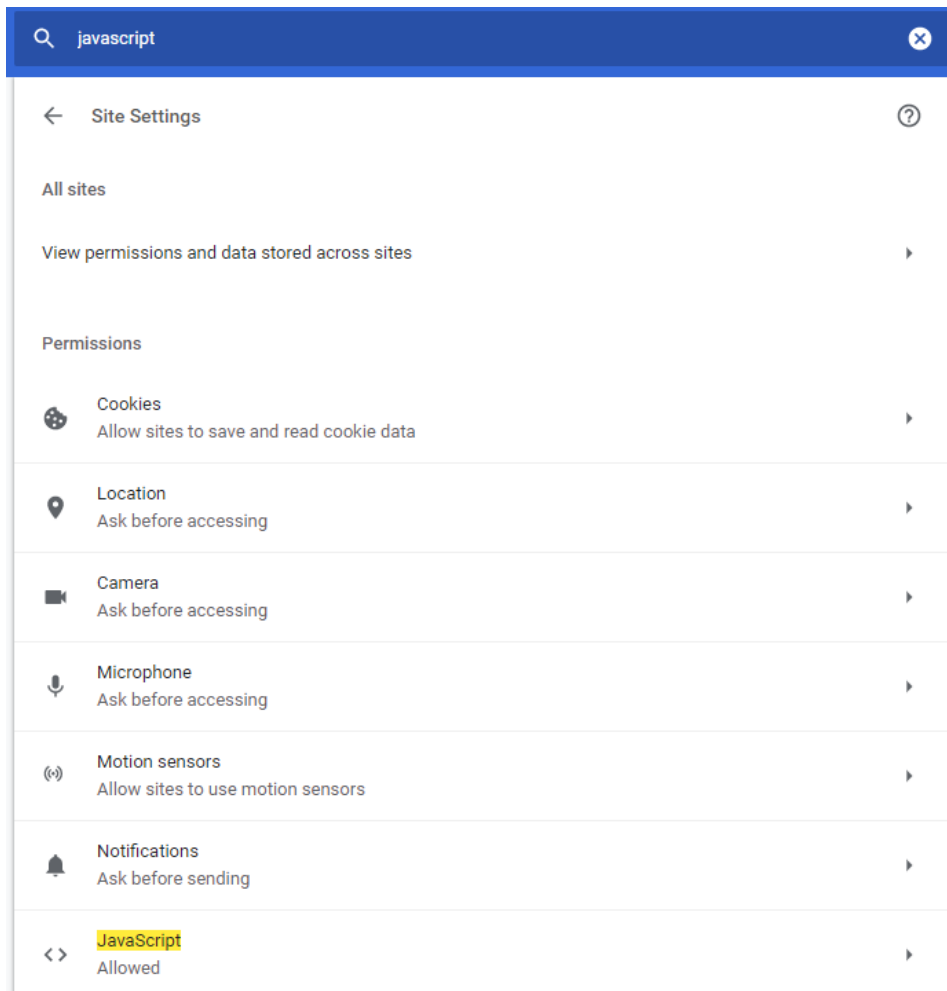 javascript
Site Settings
All sites
View permissions and data stored across sites
Permissions
Cookies
Allow sites to save and read cookie data
Location
Ask before accessing
Camera
Ask before accessing
Microphone
Ask before accessing
Motion sensors
Allow sites to use motion sensors
Notifications
Ask before sending
JavaScript
Allowed